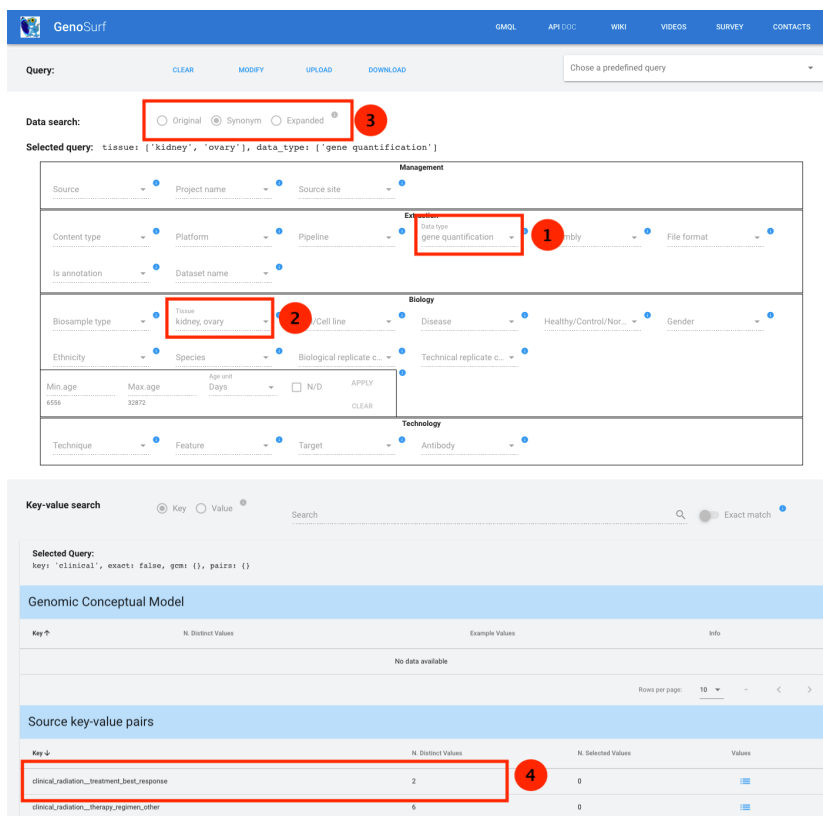 GenoSurf GMQL API DOC WIKI VIDEOS SURVEY CONTACTS
Query: CLEAR MODIFY UPLOAD DOWNLOAD Chose a predefined query
Data search: Original Synonym Expanded 3
Selected query: tissue: ['kidney', 'ovary'], data_type: ['gene quantification']
Management
Source Project name Source site
Extraction
Data type
Content type Platform Pipeline gene quantification 1 mbly File format
Is annotation Dataset name
Biology
Tissue
Biosample type kidney, ovary 2 /Cell line Disease Healthy/Control/Nor... Gender
Ethnicity Species Biological replicate c... Technical replicate c...
Age unit
Min.age Max.age Days N/D APPLY
6556 32872 CLEAR
Technology
Technique Feature Target Antibody
Key-value search Key Value Search Exact match
Selected Query:
key: 'clinical', exact: false, gcm: {}, pairs: {}
Genomic Conceptual Model
Key N. Distinct Values Example Values Info
No data available
Rows per page: 10 -
Source key-value pairs
Key N. Distinct Values N. Selected Values Values
clinical_radiation__treatment_best_response 2 4 0
clinical_radiation__therapy_regimen_other 6 0